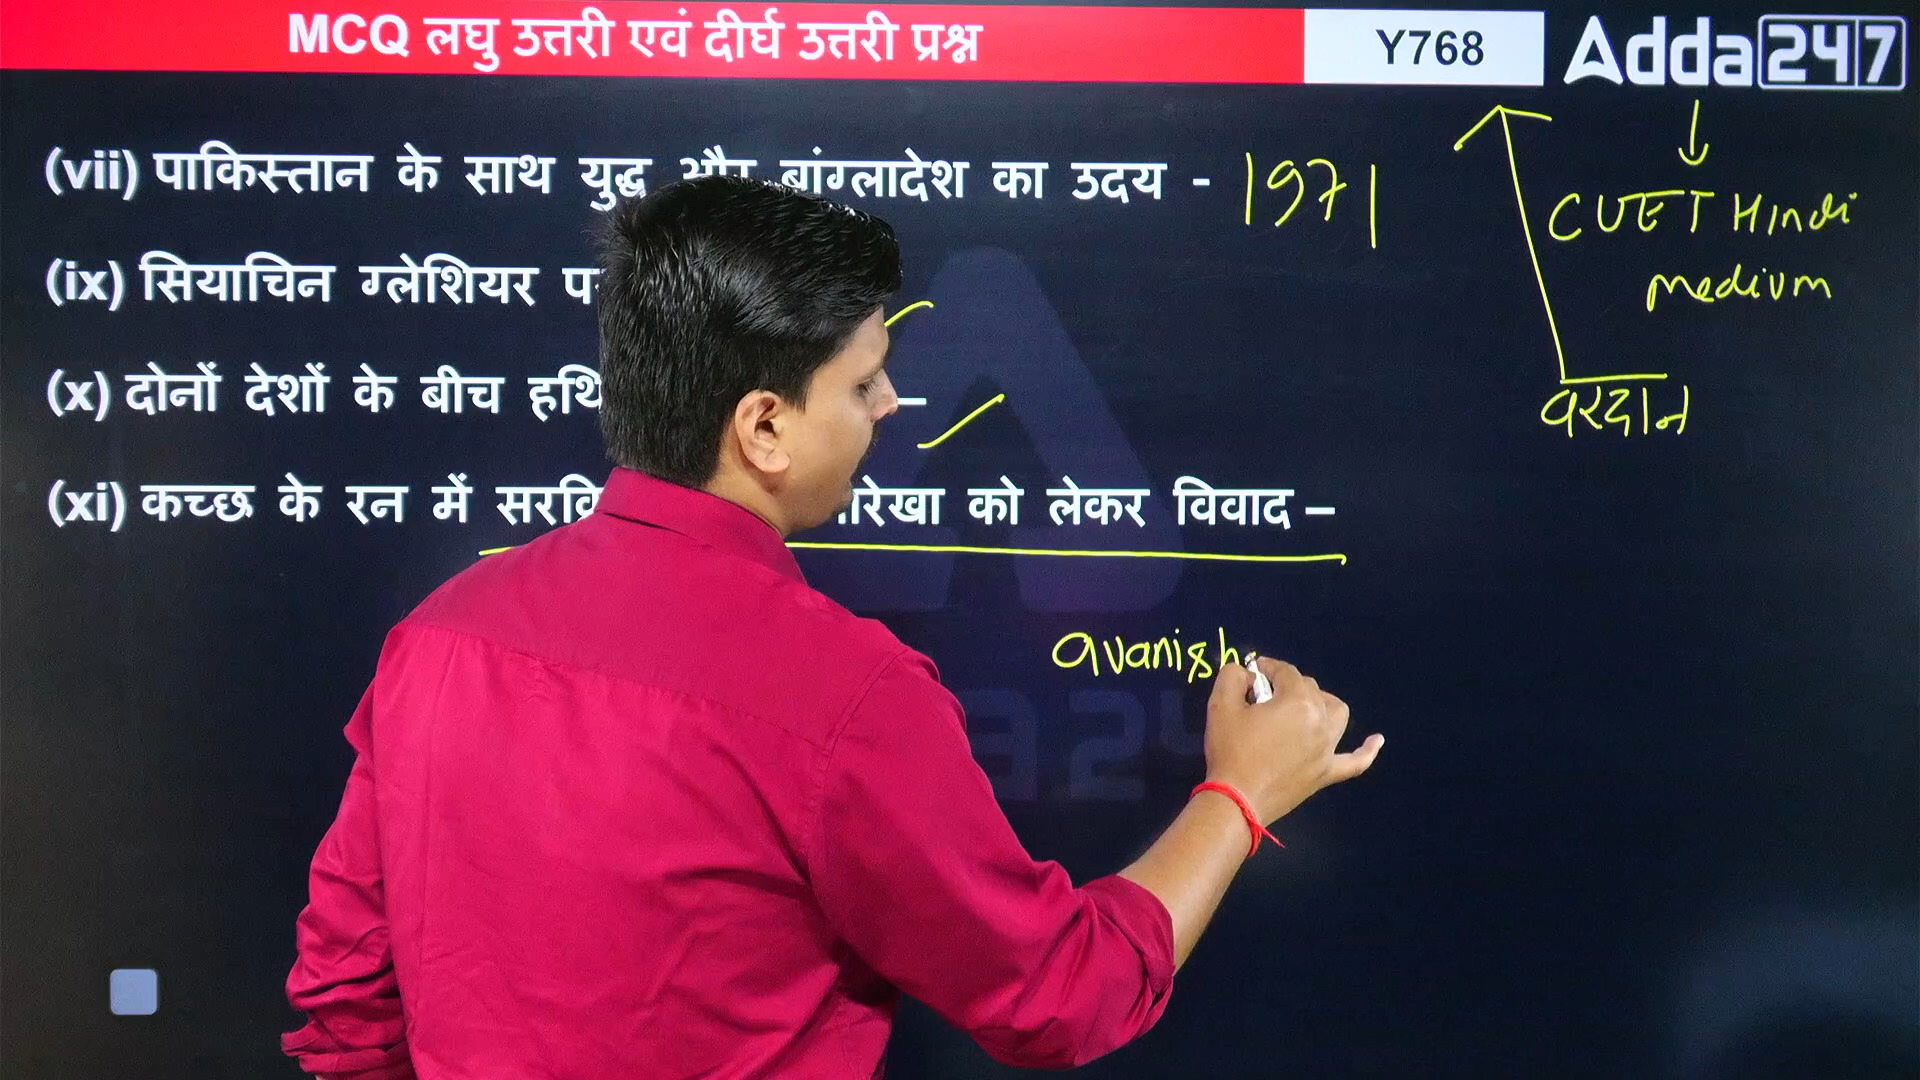 MCQ लघु उत्तरी एवं दीर्घ उत्तरी प्रश्न
Y768
Adda247
(vii) पाकिस्तान के साथ युद्ध और बांग्लादेश का उदय - 1971
CUET Hindi
medium
वरदान
(ix) सियाचिन ग्लेशियर
(x) दोनों देशों के बीच –
(xi) कच्छ के रन में को लेकर विवाद –
avanish